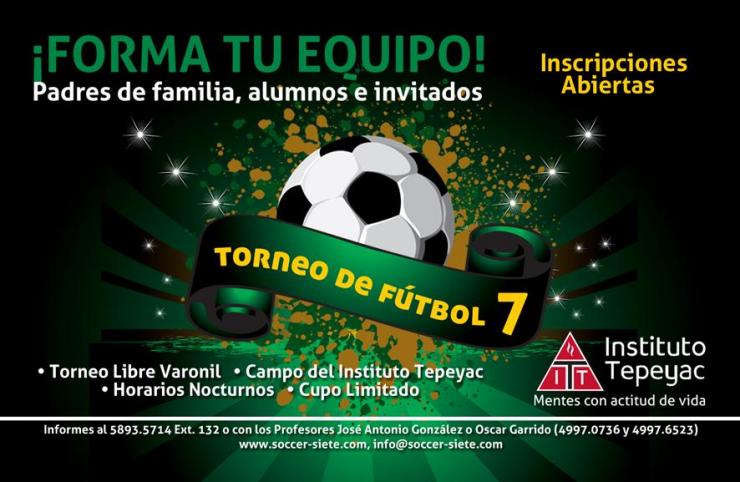 ¡FORMA TU EQUIPO!
Padres de familia, alumnos e invitados
Inscripciones
Abiertas
TORNEO DE FÚTBOL 7
• Torneo Libre Varonil • Campo del Instituto Tepeyac
• Horarios Nocturnos • Cupo Limitado
I T
Instituto
Tepeyac
Mentes con actitud de vida
Informes al 5893.5714 Ext. 132 o con los Profesores José Antonio González o Oscar Garrido (4997.0736 y 4997.6523)
www.soccer-siete.com, info@soccer-siete.com